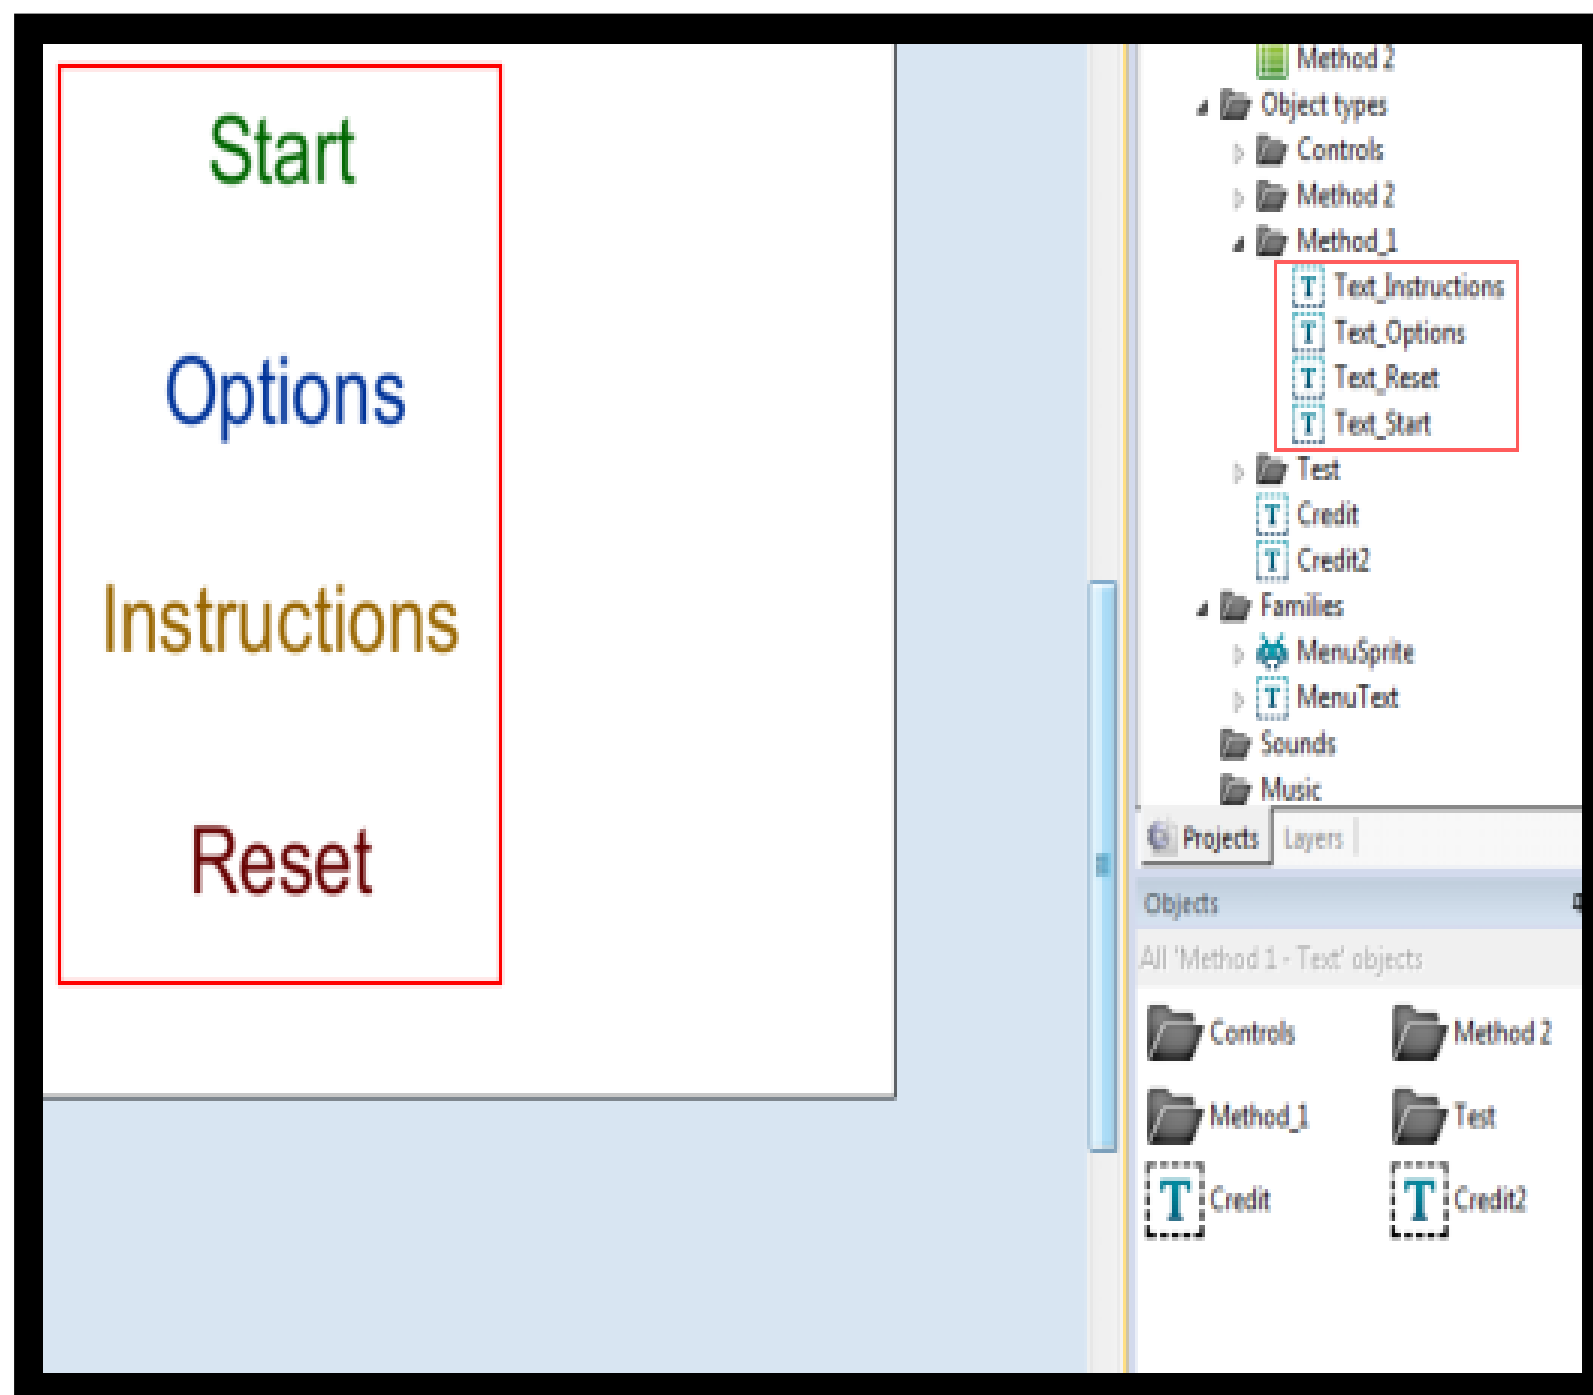 Start
Options
Instructions
Reset
Method 2
Object types
Controls
Method 2
Method_1
T Text_Instructions
T Text_Options
T Text_Reset
T Text_Start
Test
T Credit
T Credit2
Families
MenuSprite
T MenuText
Sounds
Music
Projects Layers
Objects
All 'Method 1 - Text' objects
Controls Method 2
Method_1 Test
T Credit T Credit2